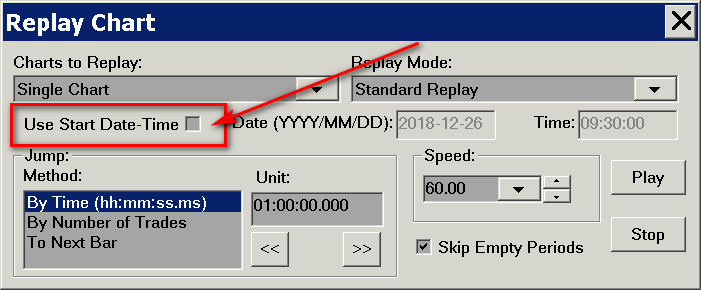 Replay Chart
Charts to Replay: Replay Mode:
Single Chart Standard Replay
Use Start Date-Time Date (YYYY/MM/DD): 2018-12-26 Time: 09:30:00
Jump: Speed:
Method: Unit:
60.00 Play
By Time (hh:mm:ss.ms) 01:00:00.000
By Number of Trades
To Next Bar << >> Skip Empty Periods Stop